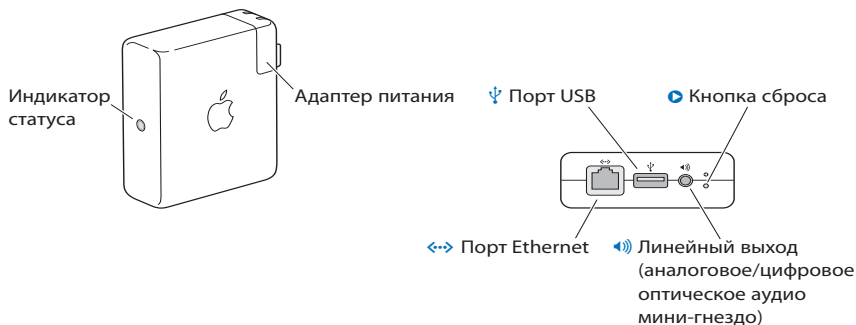 Индикатор
статуса
Адаптер питания
Порт USB
Кнопка сброса
Порт Ethernet
Линейный выход
(аналоговое/цифровое
оптическое аудио
мини-гнездо)